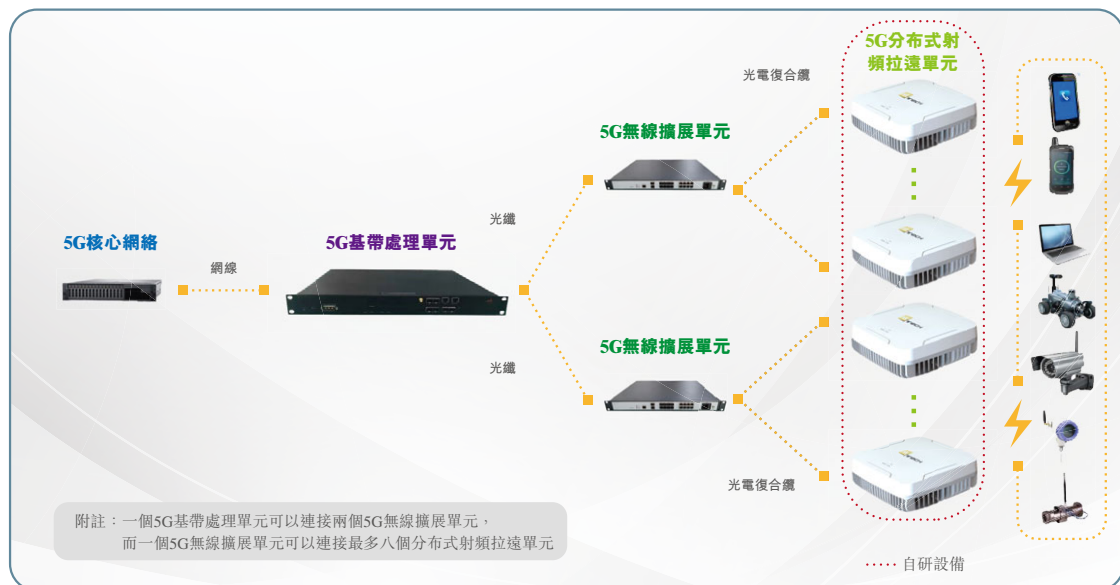 5G分布式射
頻拉遠單元
光電復合纜
5G無線擴展單元
光纖
5G核心網絡
5G基帶處理單元
網線
5G無線擴展單元
光纖
光電復合纜
附註：一個5G基帶處理單元可以連接兩個5G無線擴展單元，
而一個5G無線擴展單元可以連接最多八個分布式射頻拉遠單元
自研設備